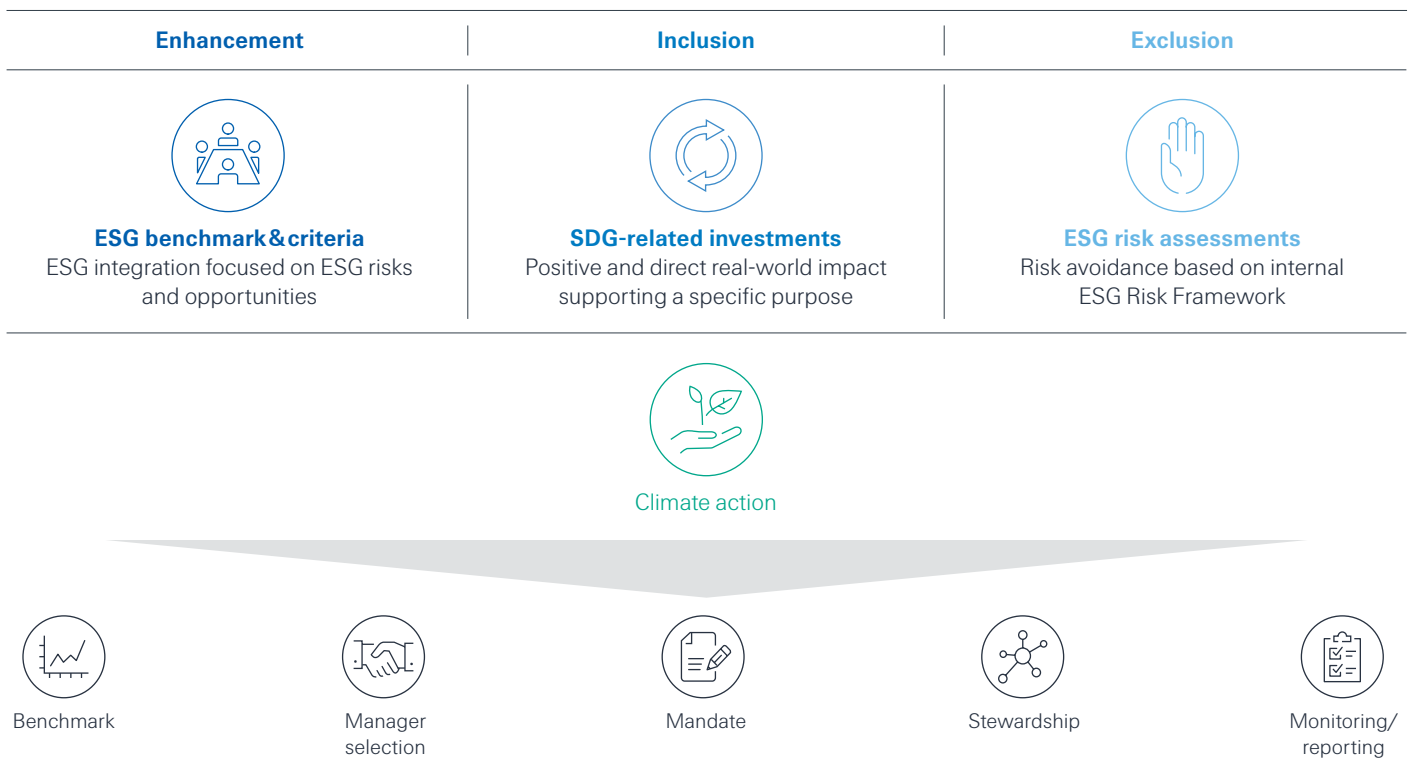 Enhancement
Inclusion
Exclusion
ESG benchmark & criteria
ESG integration focused on ESG risks
and opportunities
SDG-related investments
Positive and direct real-world impact
supporting a specific purpose
ESG risk assessments
Risk avoidance based on internal
ESG Risk Framework
Climate action
Benchmark
Manager
selection
Mandate
Stewardship
Monitoring/
reporting